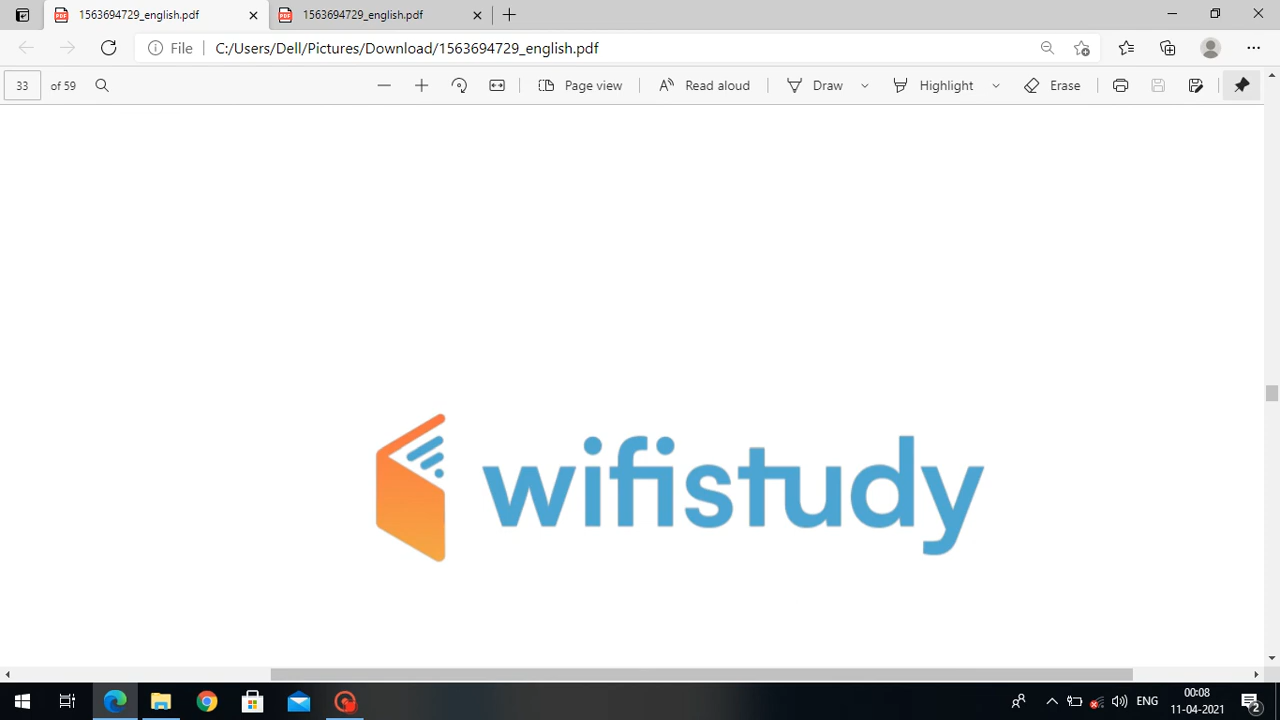 1563694729_english.pdf
1563694729_english.pdf
File C:/Users/Dell/Pictures/Download/1563694729_english.pdf
33 of 59 Page view Read aloud Draw Highlight Erase
wifistudy
ENG 00:08
11-04-2021 2